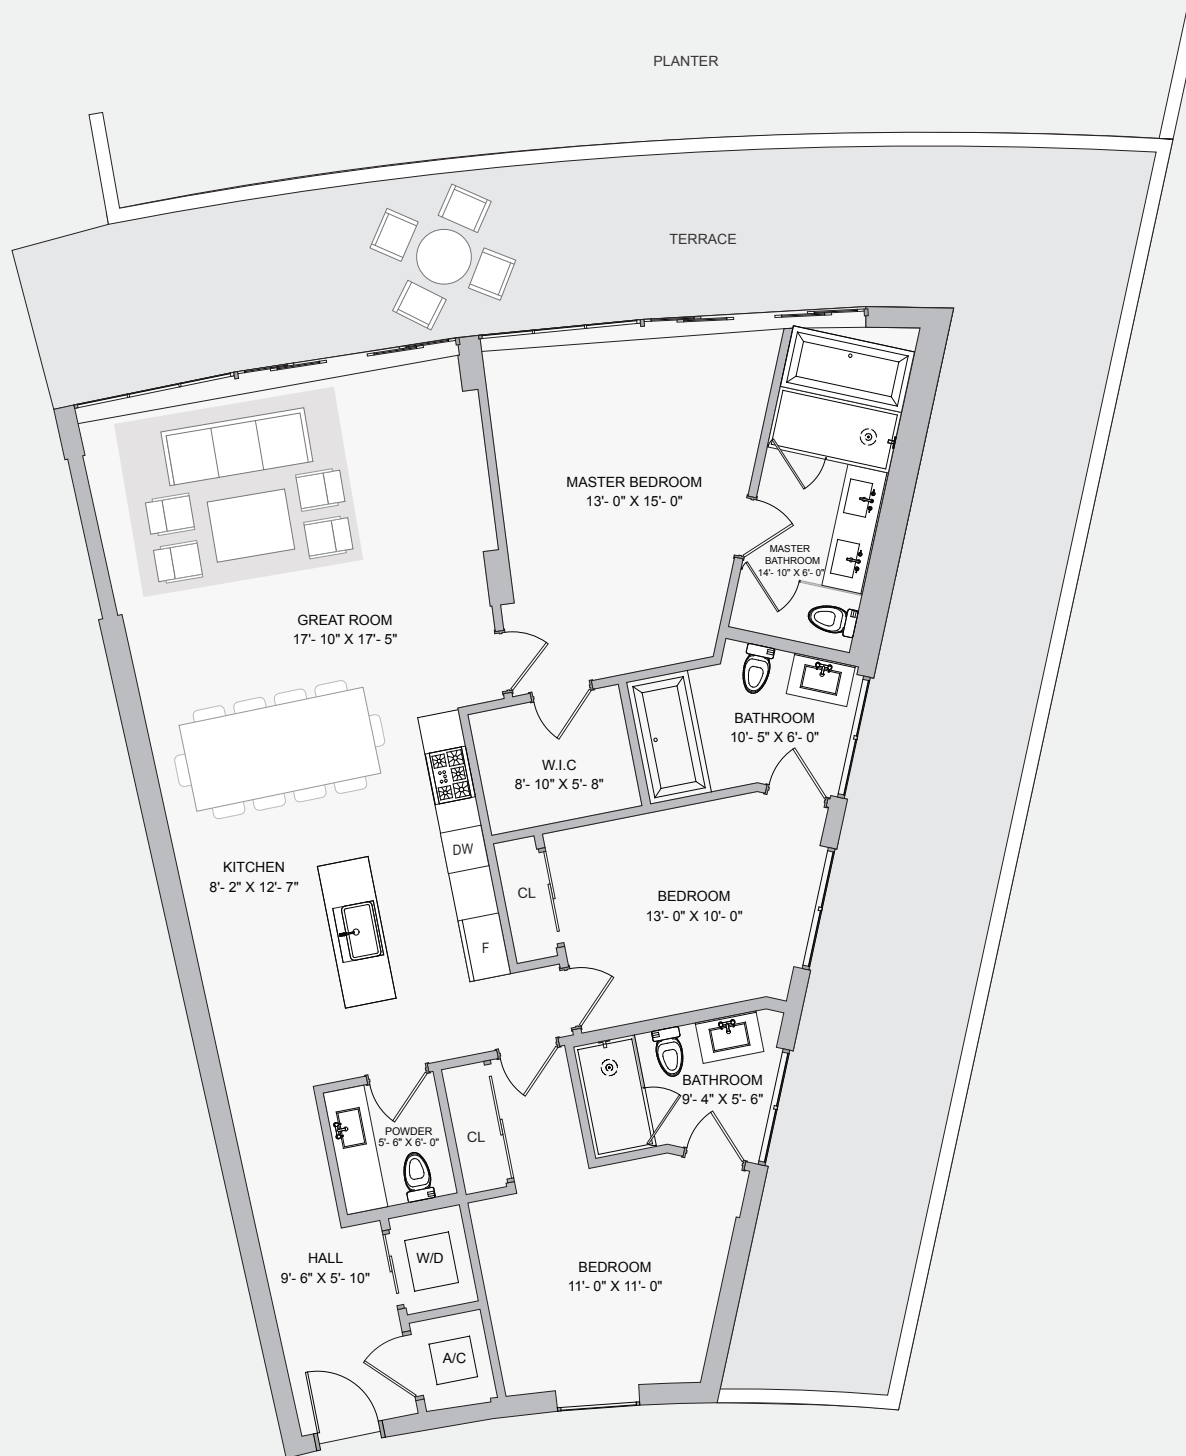 PLANTER
TERRACE
MASTER BEDROOM
13'- 0" X 15'- 0"
MASTER
BATHROOM
14'- 10" X 6'- 0"
GREAT ROOM
17'- 10" X 17'- 5"
BATHROOM
10'- 5" X 6'- 0"
W.I.C
8'- 10" X 5'- 8"
DW
KITCHEN
8'- 2" X 12'- 7"
CL
BEDROOM
13'- 0" X 10'- 0"
F
BATHROOM
9'- 4" X 5'- 6"
POWDER
5'- 6" X 6'- 0"
CL
HALL
9'- 6" X 5'- 10"
W/D
BEDROOM
11'- 0" X 11'- 0"
A/C